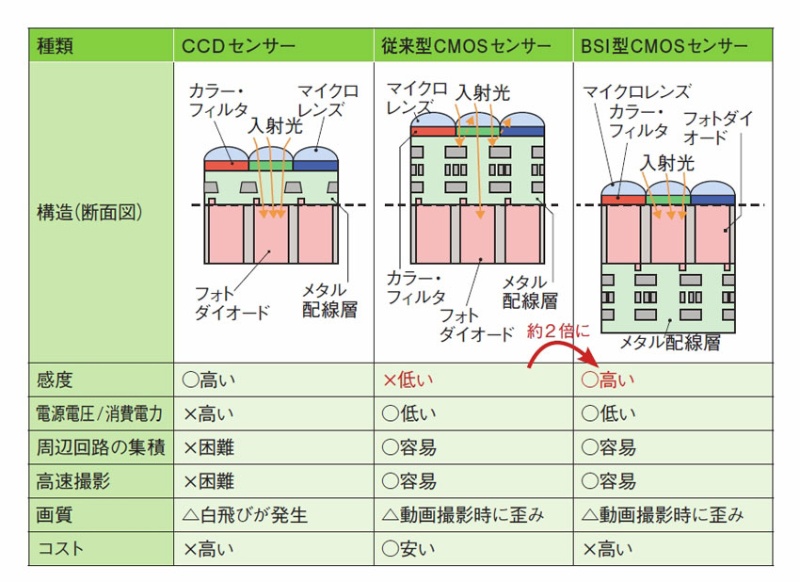 種類
CCDセンサー
従来型CMOSセンサー
BSI型CMOSセンサー
構造(断面図)
カラー・
フィルタ
マイクロ
レンズ
入射光
フォト
ダイオード
メタル
配線層
マイクロ
レンズ
入射光
カラー・
フィルタ
フォト
ダイオード
メタル
配線層
約2倍に
マイクロレンズ
カラー・
フィルタ
フォトダイ
オード
入射光
メタル配線層
感度
○高い
×低い
○高い
電源電圧/消費電力
×高い
○低い
○低い
周辺回路の集積
×困難
○容易
○容易
高速撮影
×困難
○容易
○容易
画質
△白飛びが発生
△動画撮影時に歪み
△動画撮影時に歪み
コスト
×高い
○安い
×高い